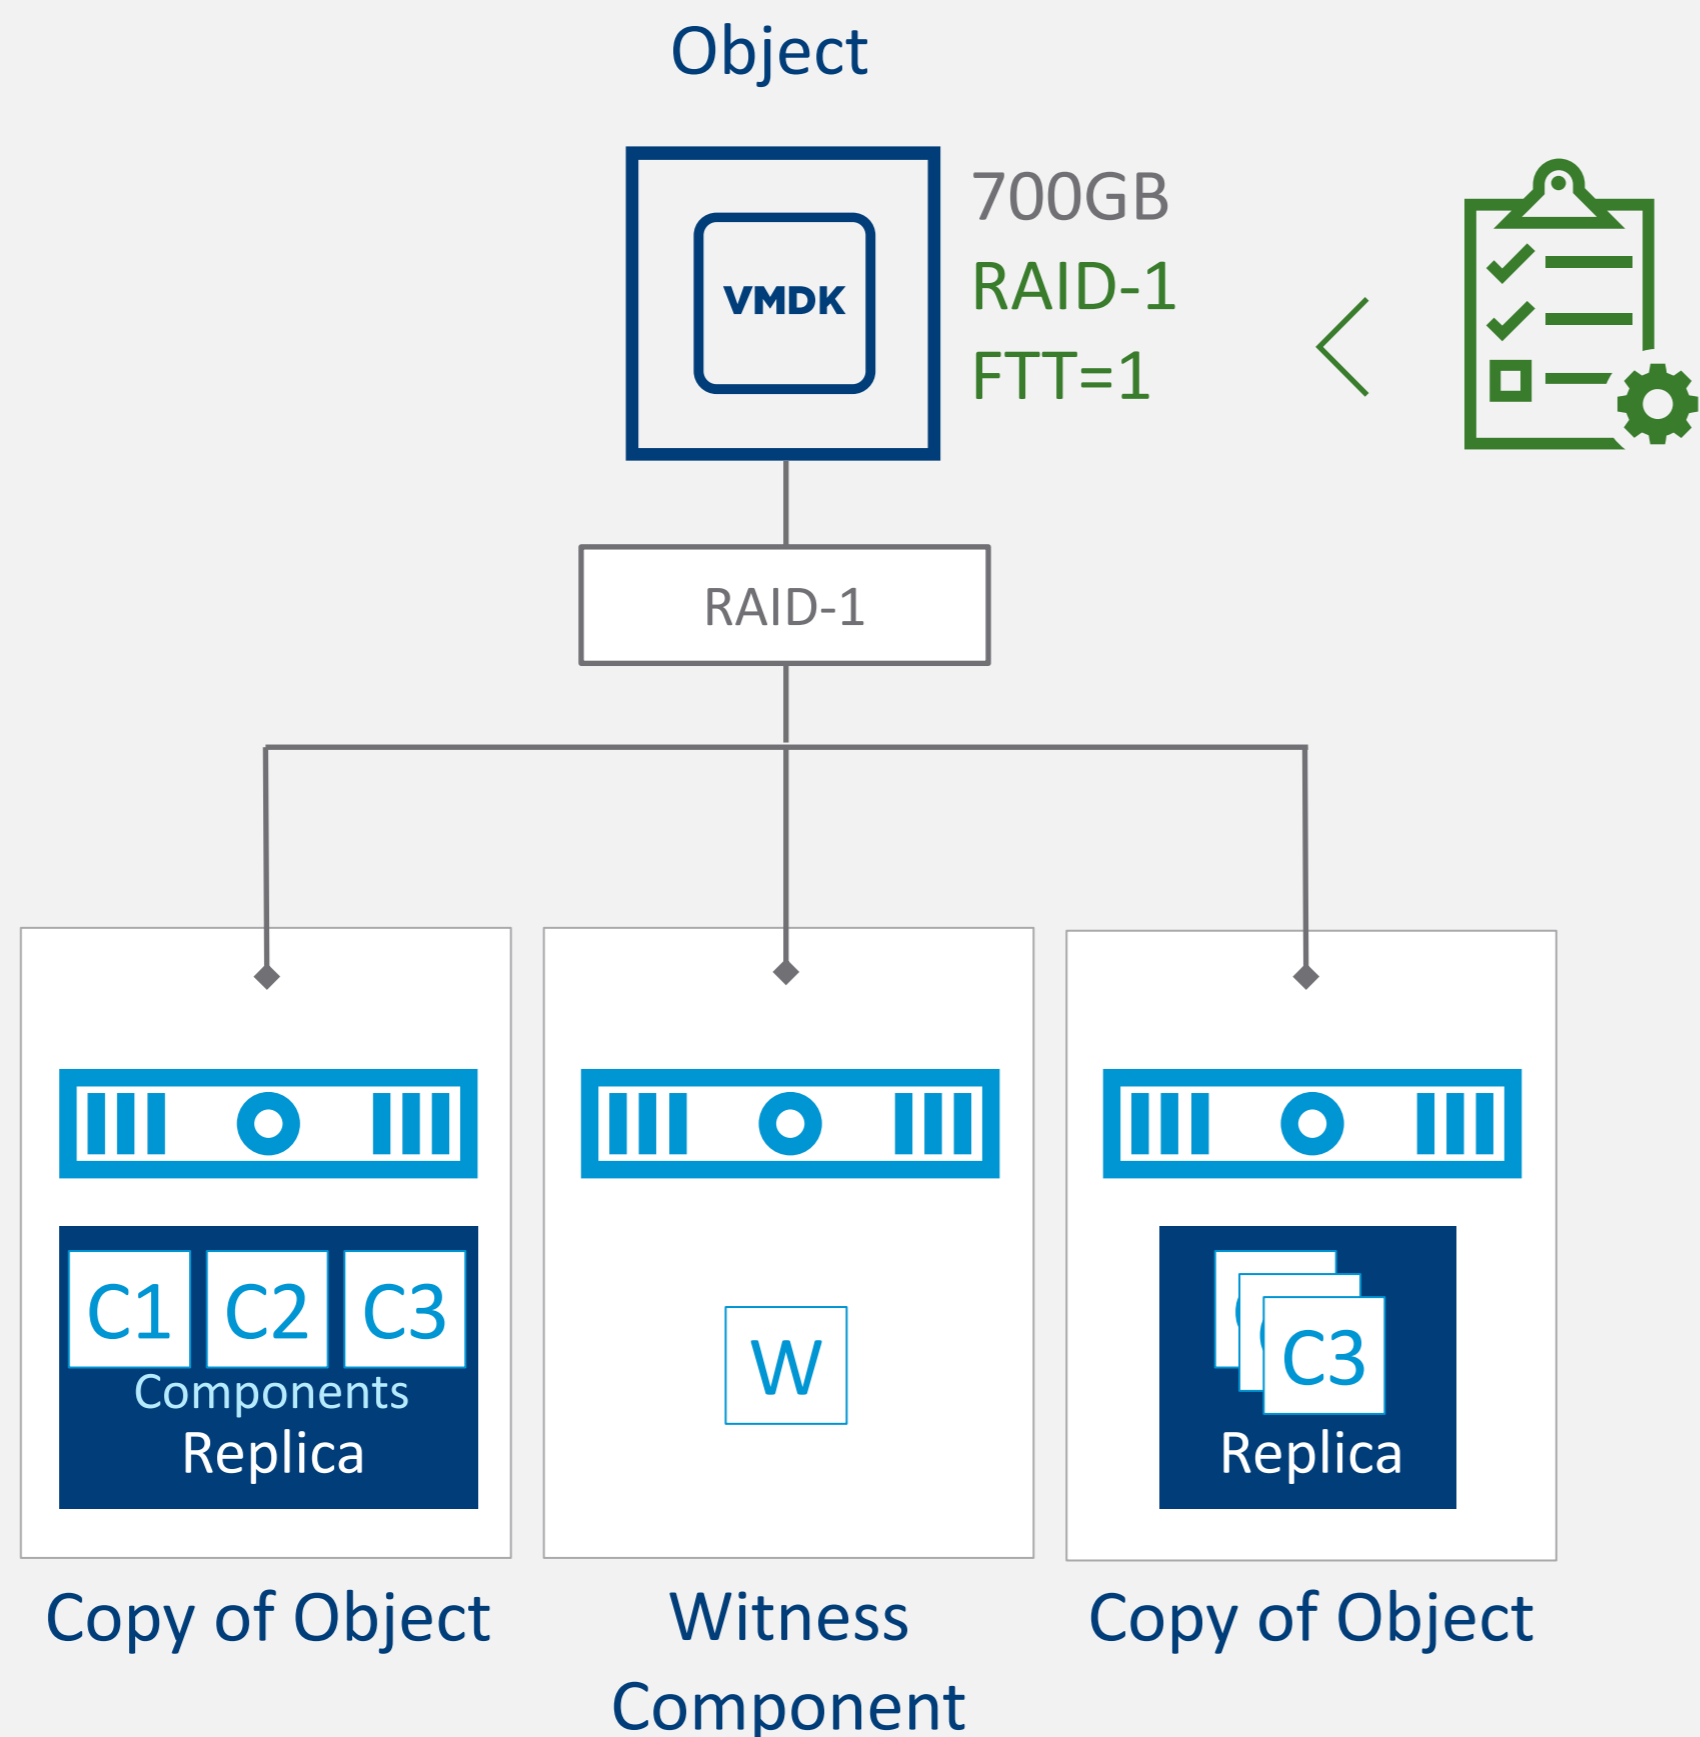 Object
VMDK
700GB
RAID-1
FTT=1
RAID-1
C1 C2 C3
Components
Replica
W
C3
Replica
Copy of Object
Witness
Component
Copy of Object